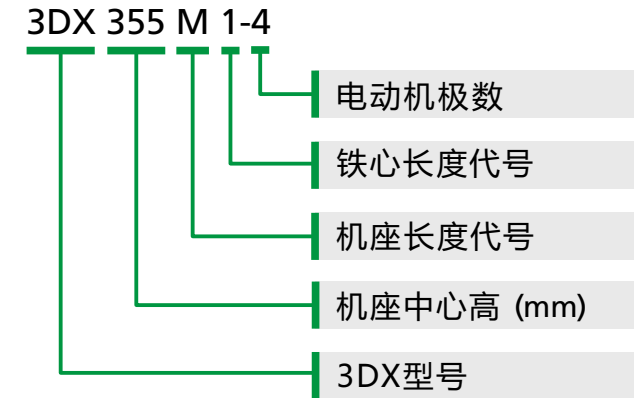 3DX 355 M 1-4
电动机极数
铁心长度代号
机座长度代号
机座中心高 (mm)
3DX型号